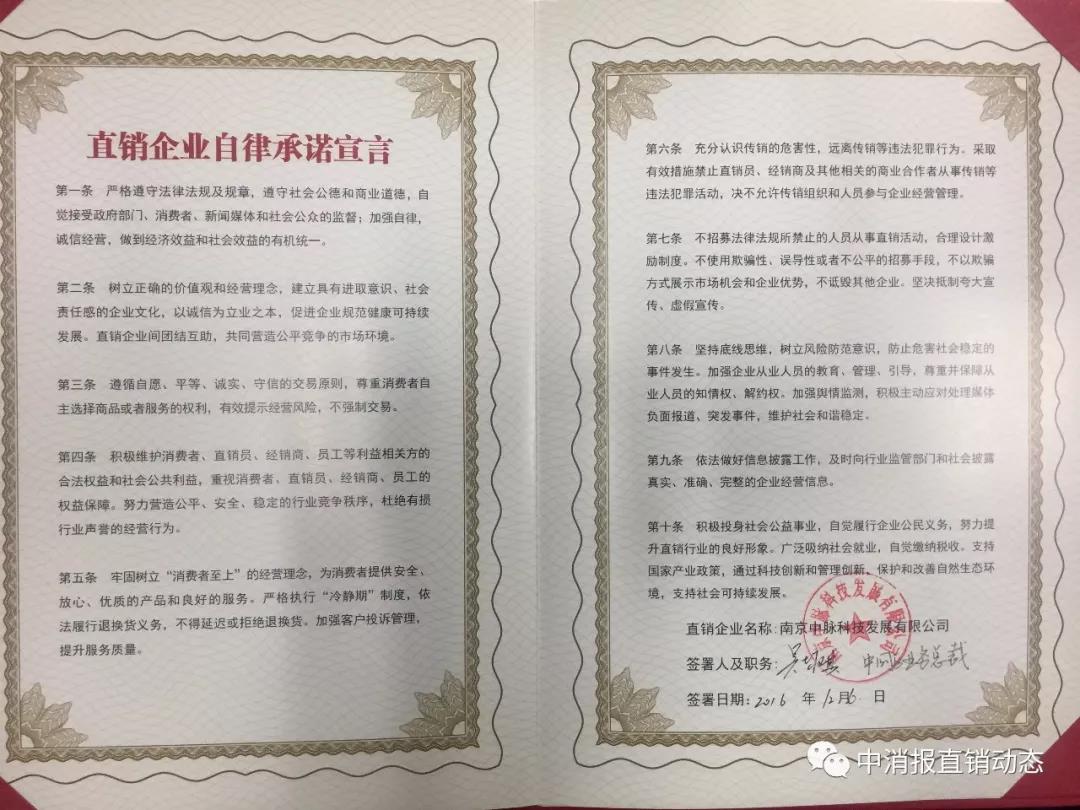 直销企业自律承诺宣言
第一条　严格遵守法律法规及规章，遵守社会公德和商业道德，自
觉接受政府部门、消费者、新闻媒体和社会公众的监督；加强自律，
诚信经营，做到经济效益和社会效益的有机统一。
第二条　树立正确的价值观和经营理念，建立具有进取意识、社会
责任感的企业文化，以诚信为立业之本，促进企业规范健康可持续
发展。直销企业间团结互助，共同营造公平竞争的市场环境。
第三条　遵循自愿、平等、诚实、守信的交易原则，尊重消费者自
主选择商品或者服务的权利，有效提示经营风险，不强制交易。
第四条　积极维护消费者、直销员、经销商、员工等利益相关方的
合法权益和社会公共利益，重视消费者、直销员、经销商、员工的
权益保障。努力营造公平、安全、稳定的行业竞争秩序，杜绝有损
行业声誉的经营行为。
第五条　牢固树立“消费者至上”的经营理念，为消费者提供安全、
放心、优质的产品和良好的服务。严格执行“冷静期”制度，依
法履行退换货义务，不得延迟或拒绝退换货。加强客户投诉管理，
提升服务质量。
第六条　充分认识传销的危害性，远离传销等违法犯罪行为。采取
有效措施禁止直销员、经销商及其他相关的商业合作者从事传销等
违法犯罪活动，决不允许传销组织和人员参与企业经营管理。
第七条　不招募法律法规所禁止的人员从事直销活动，合理设计激
励制度。不使用欺骗性、误导性或者不公平的招募手段，不以欺骗
方式展示市场机会和企业优势，不诋毁其他企业。坚决抵制夸大宣
传、虚假宣传。
第八条　坚持底线思维，树立风险防范意识，防止危害社会稳定的
事件发生。加强企业从业人员的教育、管理、引导，尊重并保障从
业人员的知情权、解约权。加强舆情监测，积极主动应对处理媒体
负面报道、突发事件，维护社会和谐稳定。
第九条　依法做好信息披露工作，及时向行业监管部门和社会披露
真实、准确、完整的企业经营信息。
第十条　积极投身社会公益事业，自觉履行企业公民义务，努力提
升直销行业的良好形象。广泛吸纳社会就业，自觉缴纳税收。支持
国家产业政策，通过科技创新和管理创新，保护和改善自然生态环
境，支持社会可持续发展。
直销企业名称：南京中脉科技发展有限公司
签署人及职务：
签署日期：2016 年 12月6 日
南京中脉科技发展有限公司
中消报直销动态